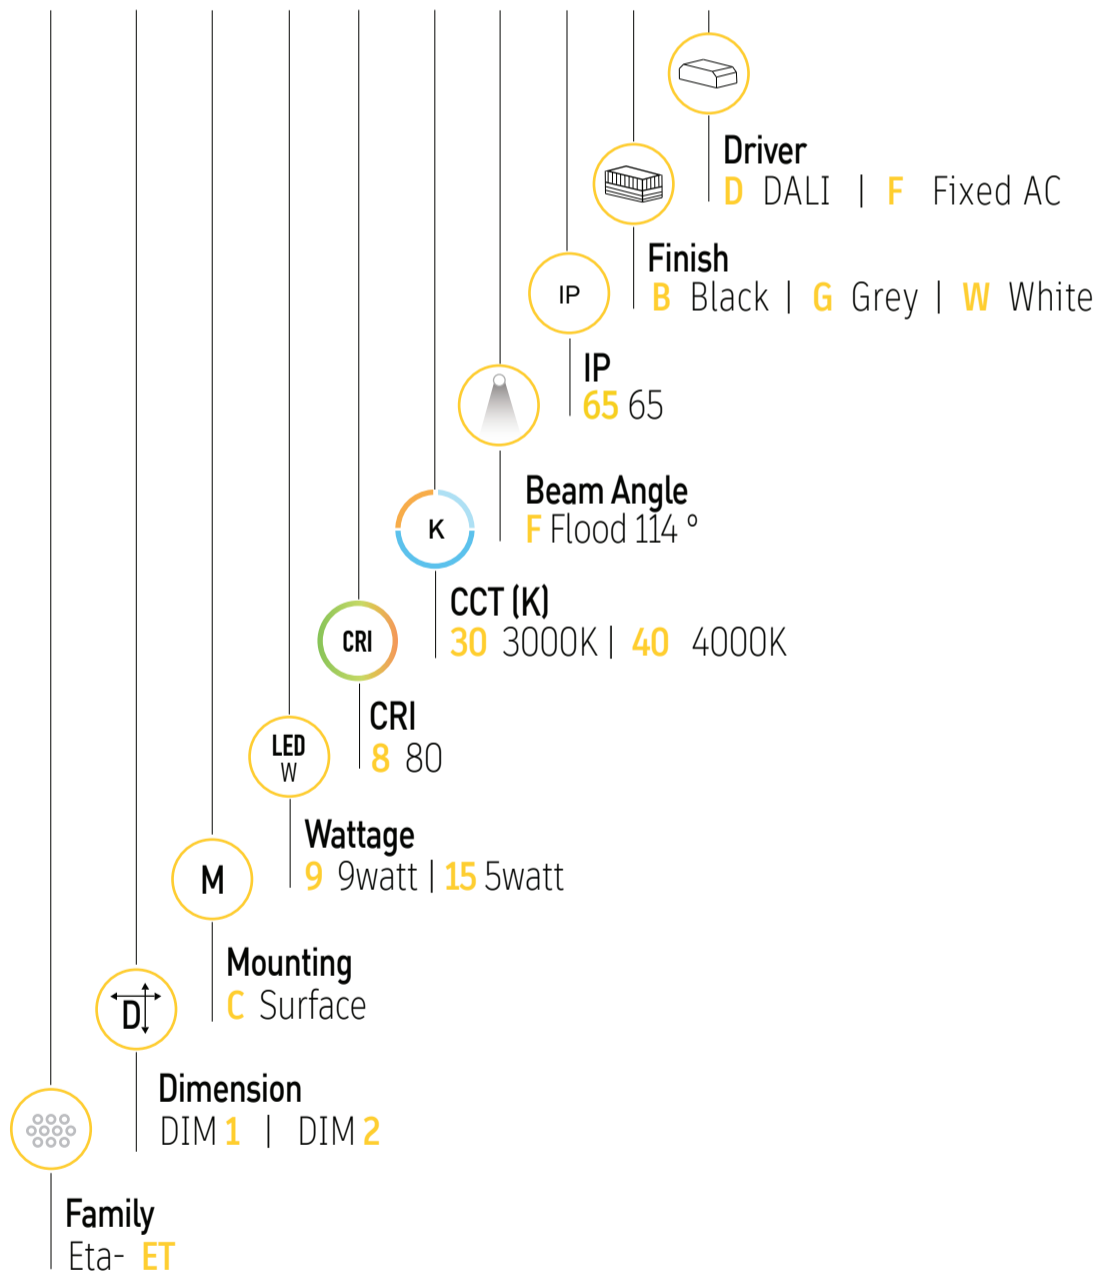 Driver
D DALI | F Fixed AC
Finish
B Black | G Grey | W White
IP
IP
65 65
Beam Angle
F Flood 114 º
K
CCT (K)
30 3000K | 40 4000K
CRI
CRI
8 80
LED
W
Wattage
9 9watt | 15 5watt
M
Mounting
C Surface
D
Dimension
DIM 1 | DIM 2
Family
Eta- ET